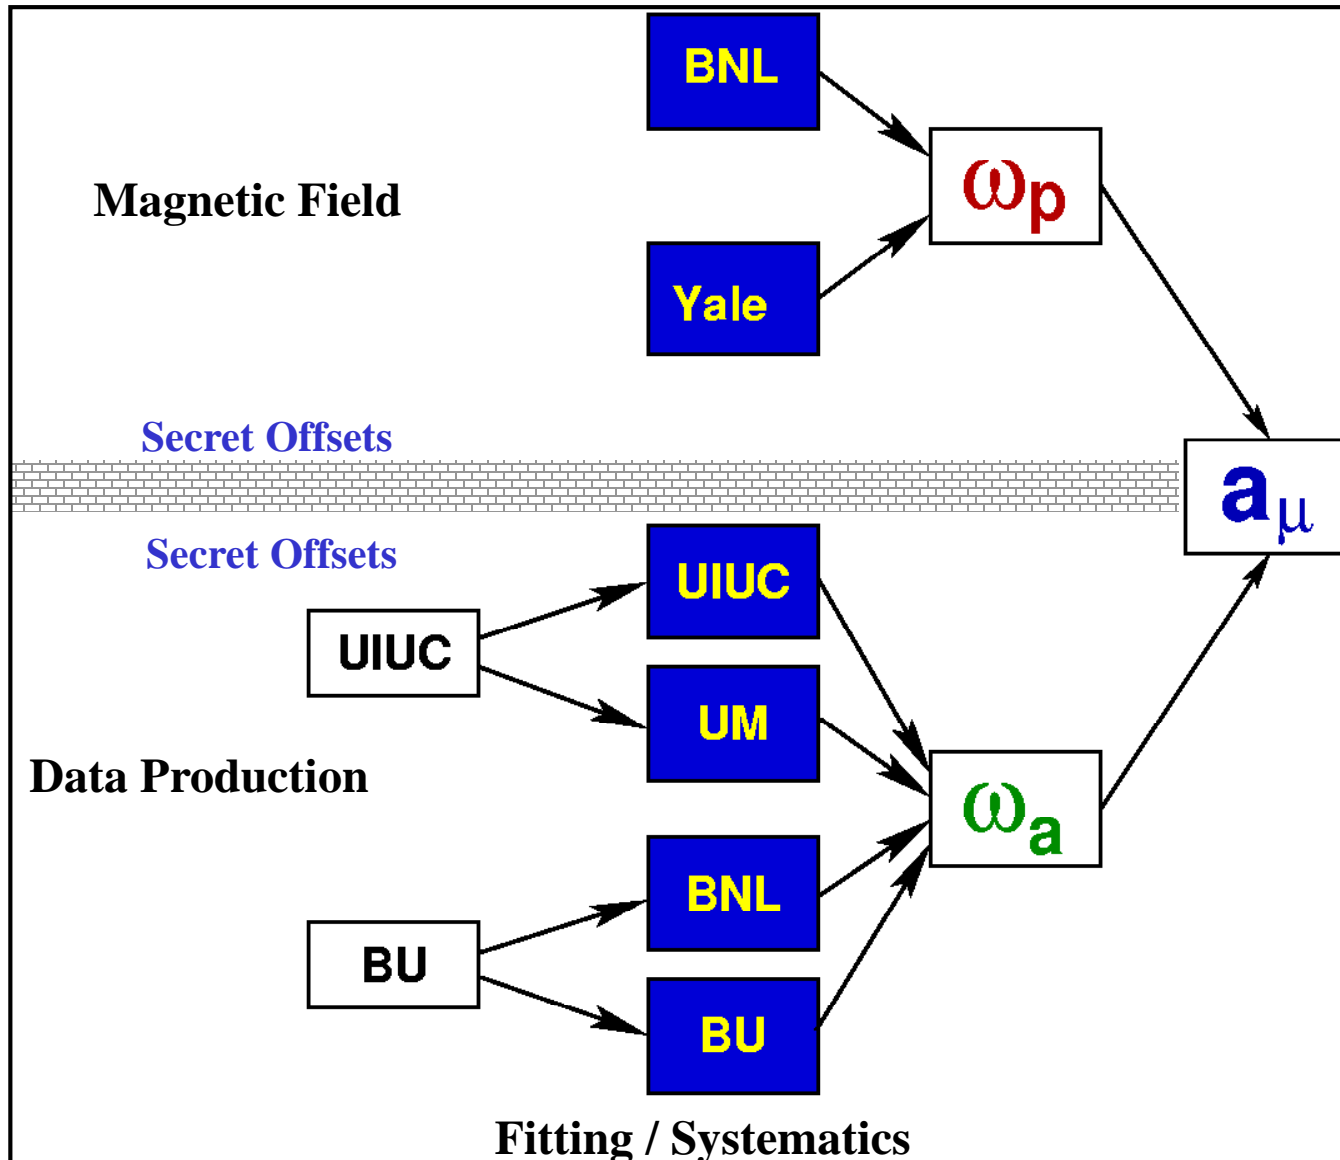 BNL
ωp
Magnetic Field
Yale
Secret Offsets
aμ
Secret Offsets
UIUC
UIUC
UM
Data Production
ωa
BNL
BU
BU
Fitting / Systematics